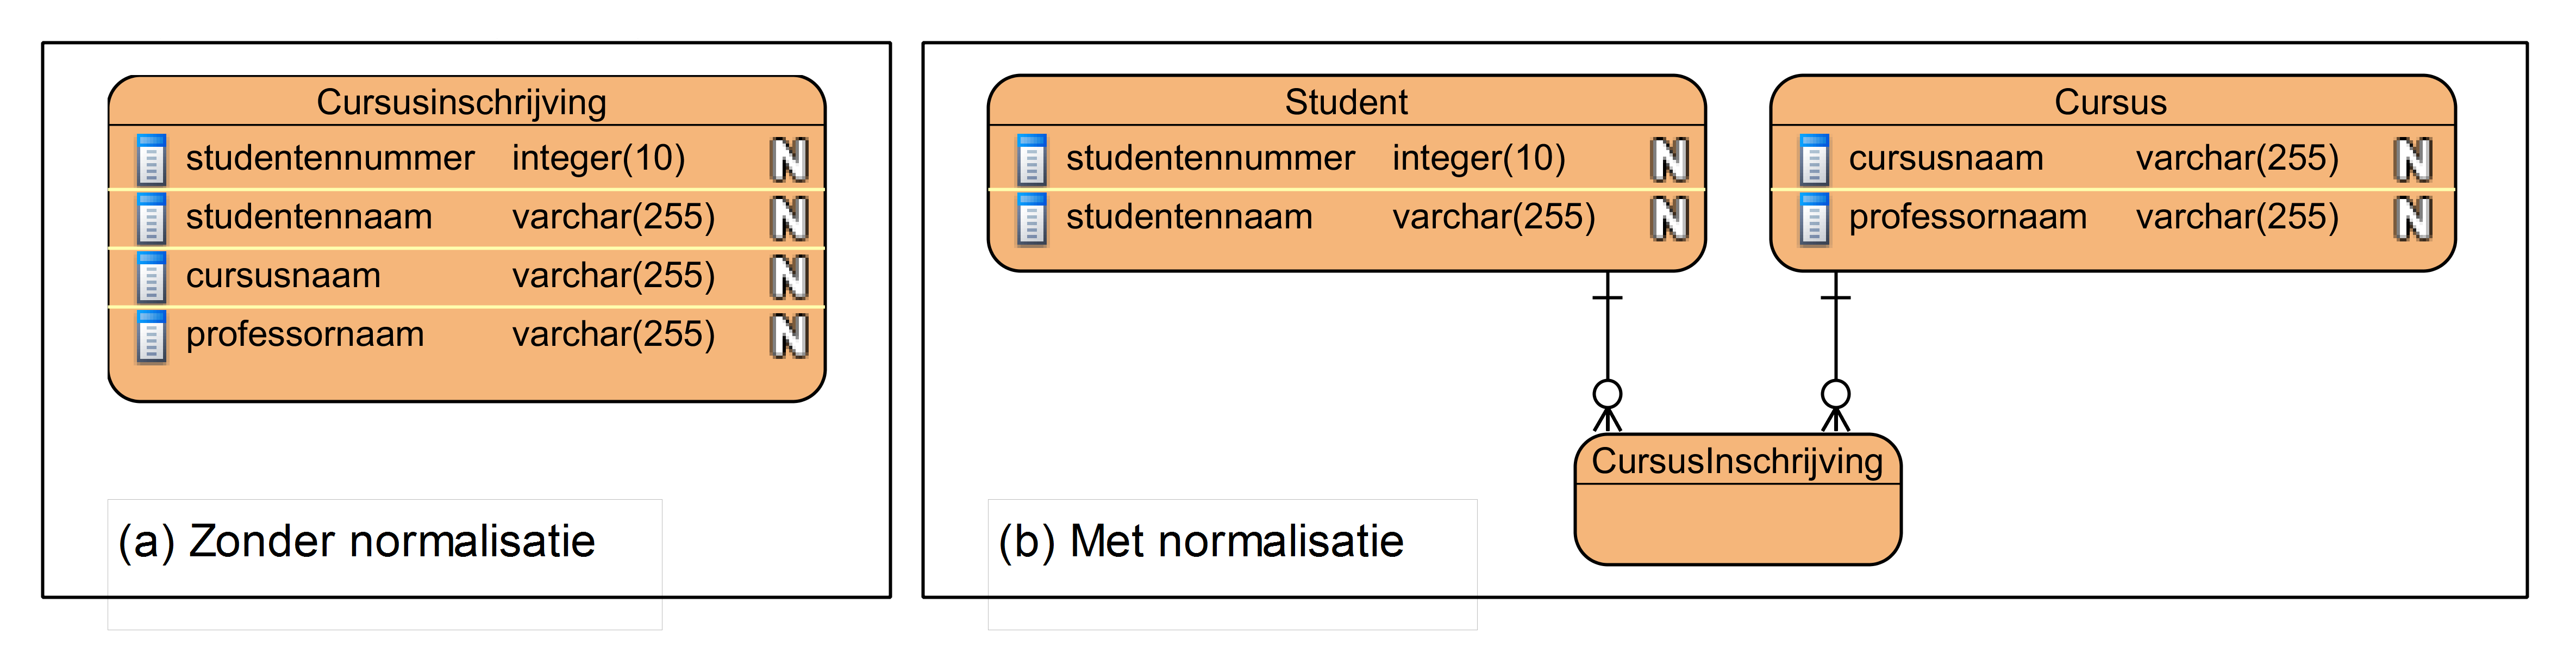 Cursusinschrijving
studentennummer integer(10) N
studentennaam varchar(255) N
cursusnaam varchar(255) N
professornaam varchar(255) N
(a) Zonder normalisatie
Student
studentennummer integer(10) N
studentennaam varchar(255) N
Cursus
cursusnaam varchar(255) N
professornaam varchar(255) N
CursusInschrijving
(b) Met normalisatie